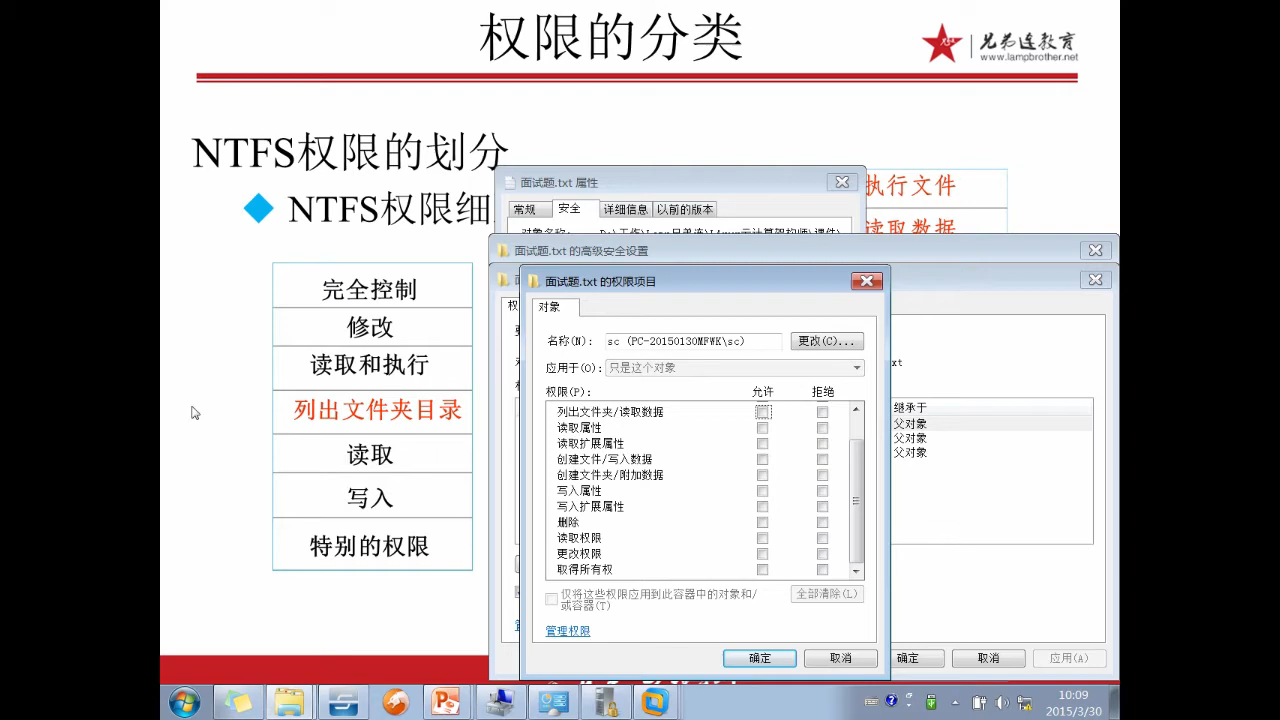 权限的分类
兄弟连教育
www.lampbrother.net
NTFS权限的划分
NTFS权限细
完全控制
修改
读取和执行
列出文件夹目录
读取
写入
特别的权限
执行文件
读取数据
面试题.txt 属性
常规 安全 详细信息 以前的版本
面试题.txt 的高级安全设置
面试题.txt 的权限项目
对象
名称(N): sc (PC-20150130MFWK\sc) 更改(C)...
应用于(O): 只是这个对象
权限(P): 允许 拒绝
列出文件夹/读取数据
读取属性
读取扩展属性
创建文件/写入数据
创建文件夹/附加数据
写入属性
写入扩展属性
删除
读取权限
更改权限
取得所有权
仅将这些权限应用到此容器中的对象和/
或容器(T)
全部清除(L)
管理权限
确定 取消
xt
继承于
父对象
父对象
父对象
确定 取消 应用(A)
10:09
2015/3/30